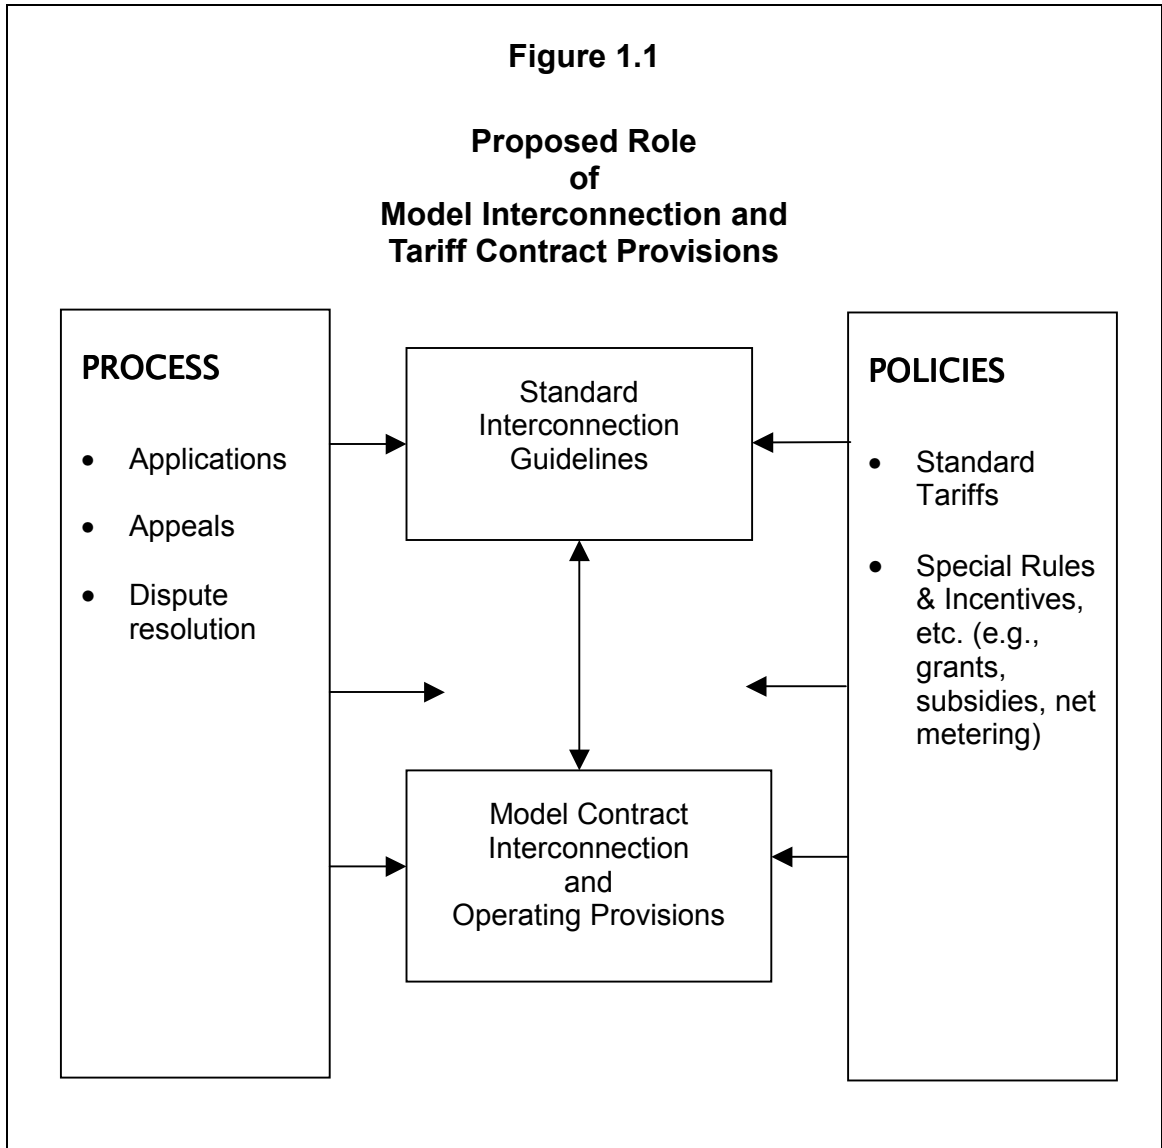 Figure 1.1
Proposed Role
of
Model Interconnection and
Tariff Contract Provisions
PROCESS
• Applications
• Appeals
• Dispute
resolution
Standard
Interconnection
Guidelines
Model Contract
Interconnection
and
Operating Provisions
POLICIES
• Standard
Tariffs
• Special Rules
& Incentives,
etc. (e.g.,
grants,
subsidies, net
metering)